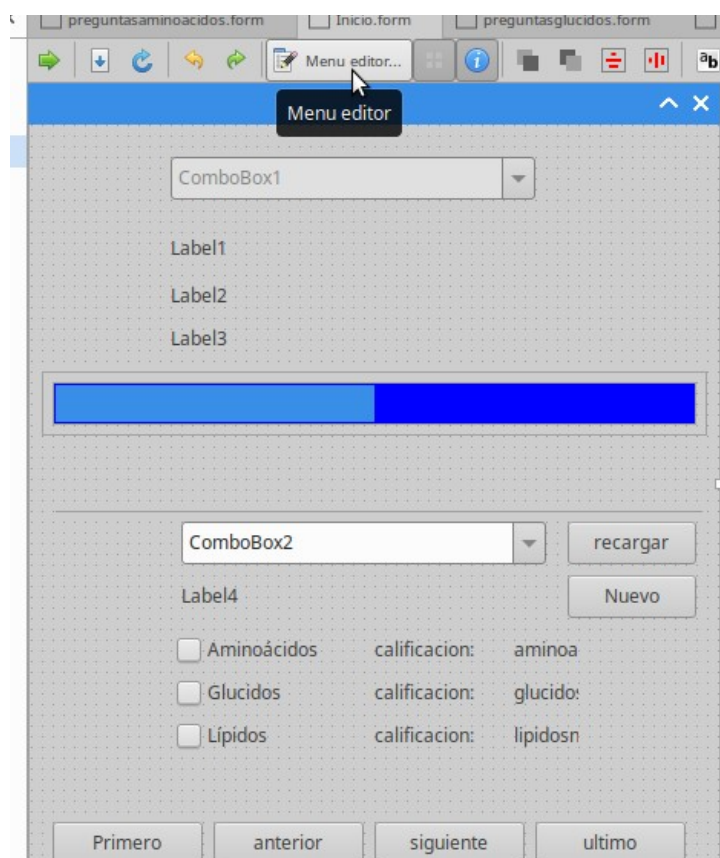 preguntasaminoacidos.form Inicio.form preguntasglucidos.form
Menu editor... i ab
Menu editor
ComboBox1
Label1
Label2
Label3
ComboBox2 recargar
Label4 Nuevo
Aminoácidos calificacion: aminoa
Glucidos calificacion: glucidos
Lípidos calificacion: lipidosn
Primero anterior siguiente ultimo